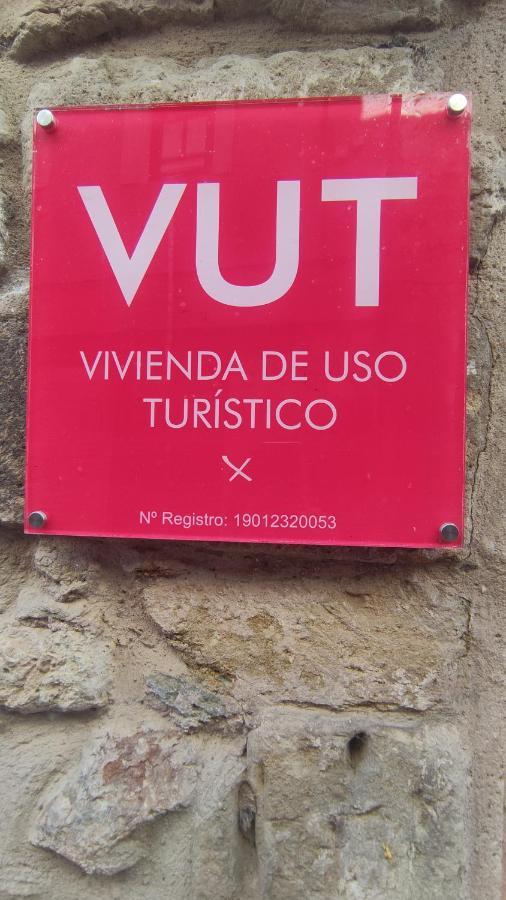 VUT
VIVIENDA DE USO
TURÍSTICO
Nº Registro: 19012320053